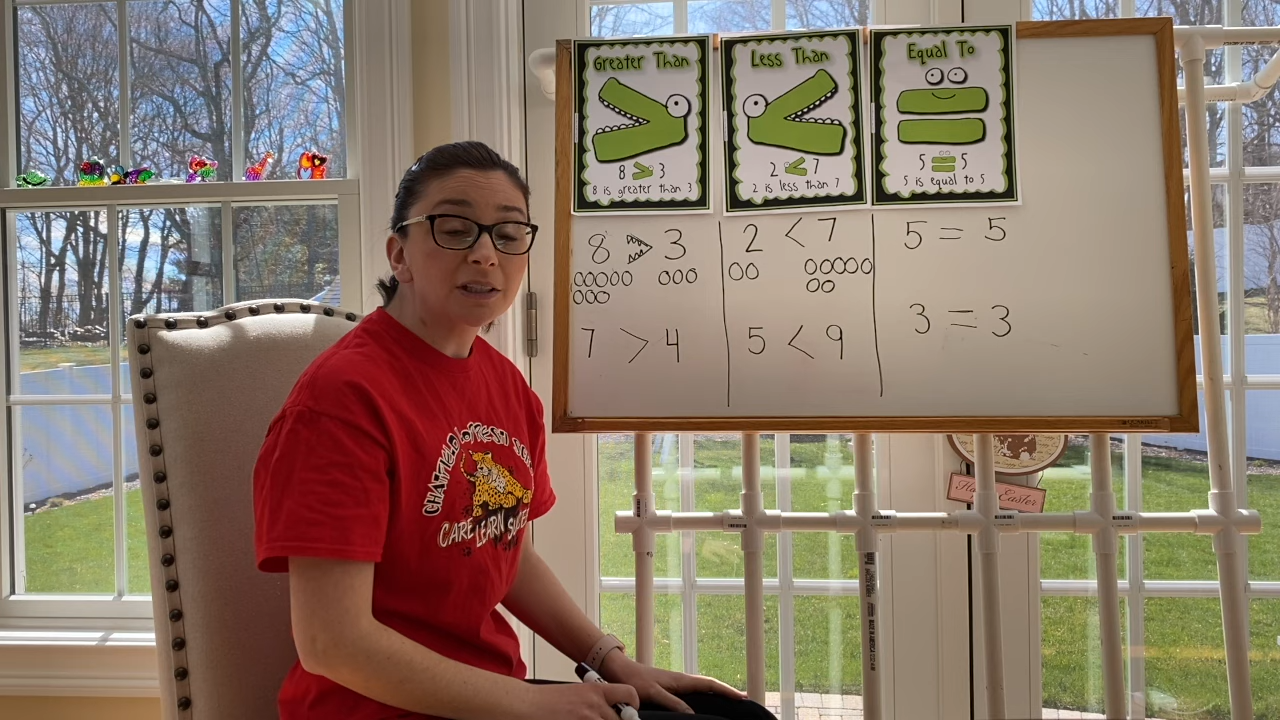 Greater Than
8 > 3
8 is greater than 3
Less Than
2 < 7
2 is less than 7
Equal To
5 = 5
5 is equal to 5
8 > 3
7 > 4
2 < 7
5 < 9
5 = 5
3 = 3
CARE LEARN
Easter